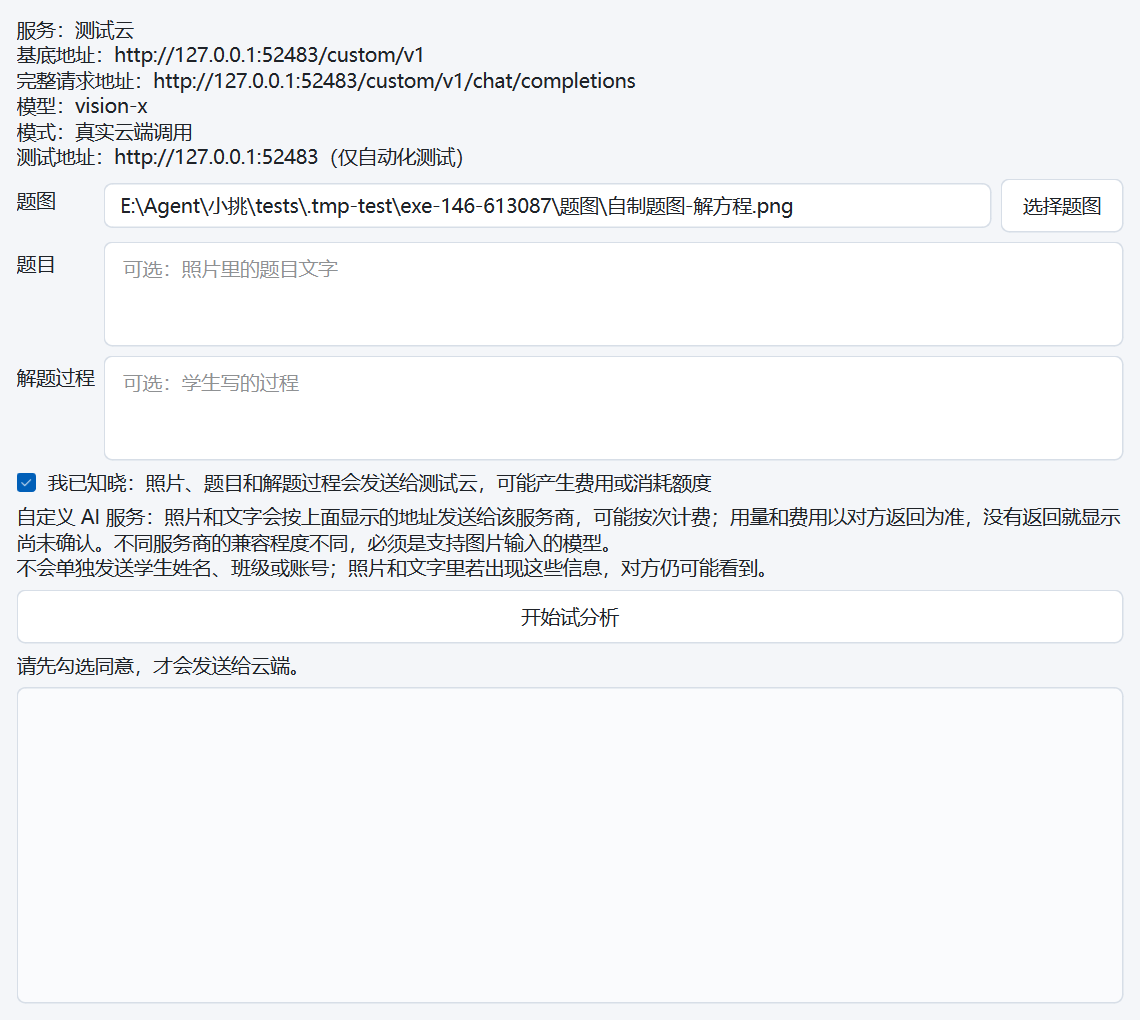 服务：测试云
基底地址：http://127.0.0.1:52483/custom/v1
完整请求地址：http://127.0.0.1:52483/custom/v1/chat/completions
模型：vision-x
模式：真实云端调用
测试地址：http://127.0.0.1:52483（仅自动化测试）
题图 E:\Agent\小挑\tests\.tmp-test\exe-146-613087\题图\自制题图-解方程.png 选择题图
题目 可选：照片里的题目文字
解题过程 可选：学生写的过程
我已知晓：照片、题目和解题过程会发送给测试云，可能产生费用或消耗额度
自定义 AI 服务：照片和文字会按上面显示的地址发送给该服务商，可能按次计费；用量和费用以对方返回为准，没有返回就显示
尚未确认。不同服务商的兼容程度不同，必须是支持图片输入的模型。
不会单独发送学生姓名、班级或账号；照片和文字里若出现这些信息，对方仍可能看到。
开始试分析
请先勾选同意，才会发送给云端。